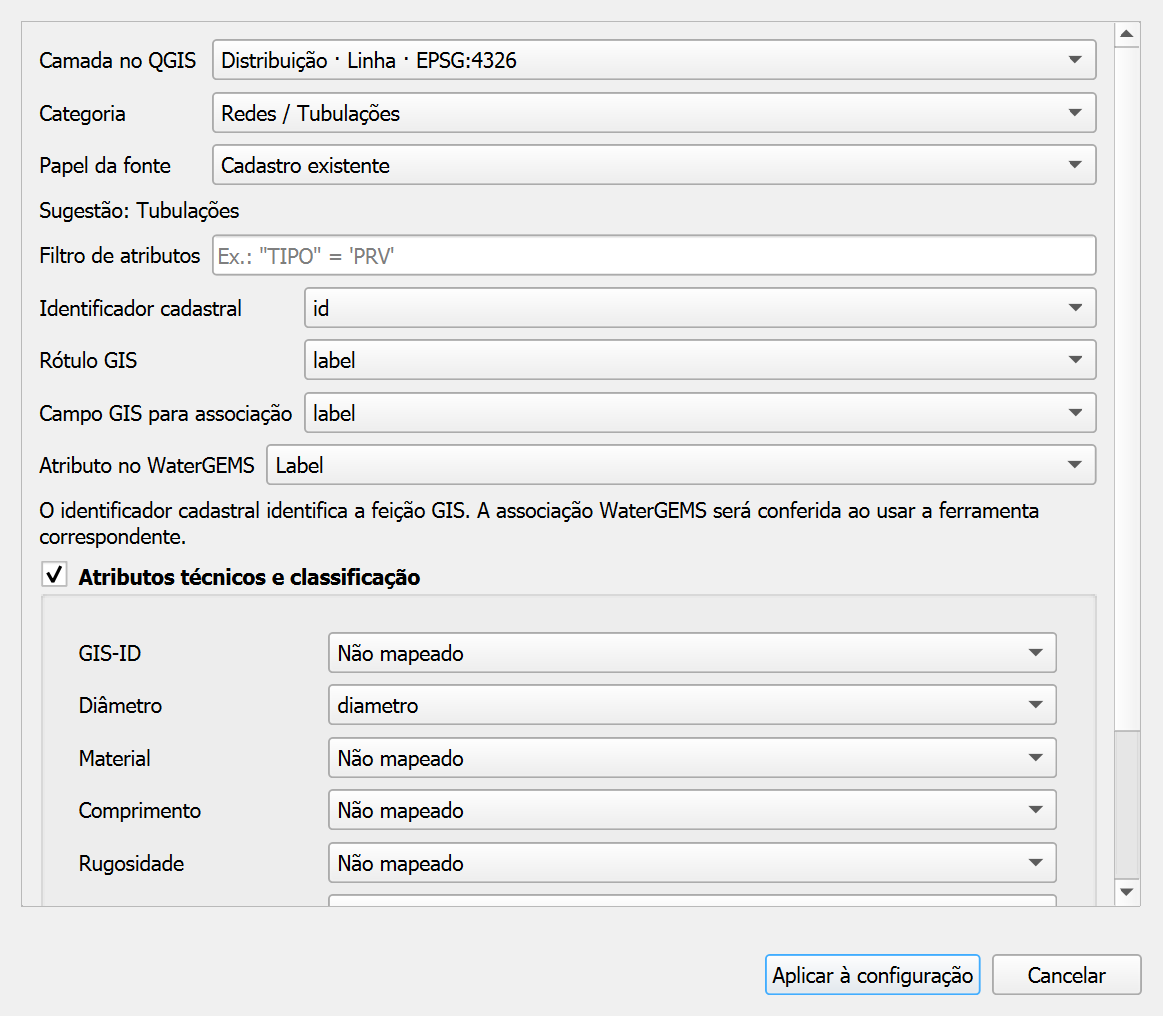 Camada no QGIS Distribuição · Linha · EPSG:4326
Categoria Redes / Tubulações
Papel da fonte Cadastro existente
Sugestão: Tubulações
Filtro de atributos Ex.: "TIPO" = 'PRV'
Identificador cadastral id
Rótulo GIS label
Campo GIS para associação label
Atributo no WaterGEMS Label
O identificador cadastral identifica a feição GIS. A associação WaterGEMS será conferida ao usar a ferramenta
correspondente.
Atributos técnicos e classificação
GIS-ID Não mapeado
Diâmetro diametro
Material Não mapeado
Comprimento Não mapeado
Rugosidade Não mapeado
Aplicar à configuração Cancelar